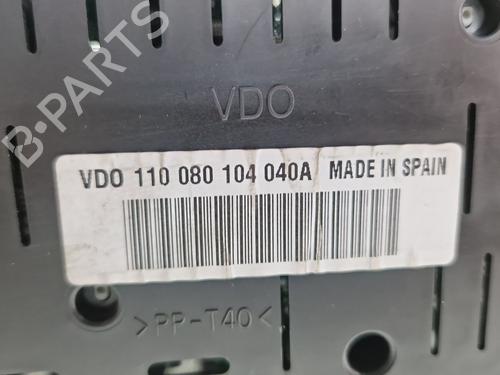 B-PARTS
VDO
VDO 110 080 104 040A MADE IN SPAIN
>PP-T40<